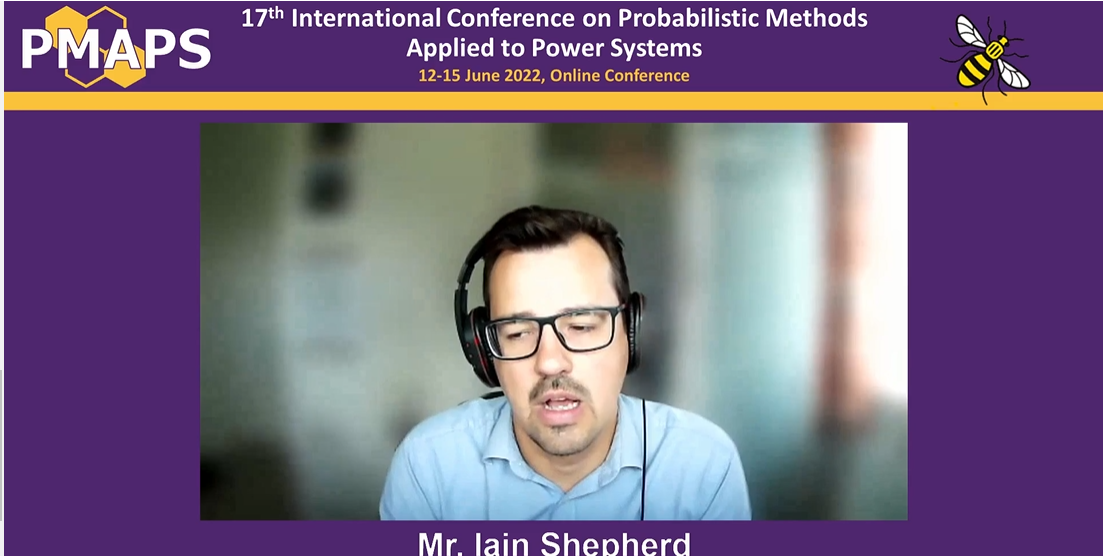 PMAPS
17th International Conference on Probabilistic Methods
Applied to Power Systems
12-15 June 2022, Online Conference
Mr. Iain Shepherd